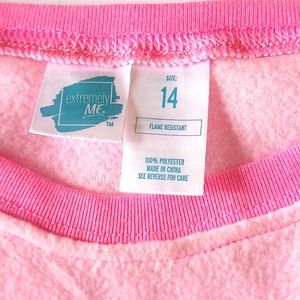 extremely
ME.
TM
SIZE:
14
FLAME RESISTANT
100% POLYESTER
MADE IN CHINA
SEE REVERSE FOR CARE